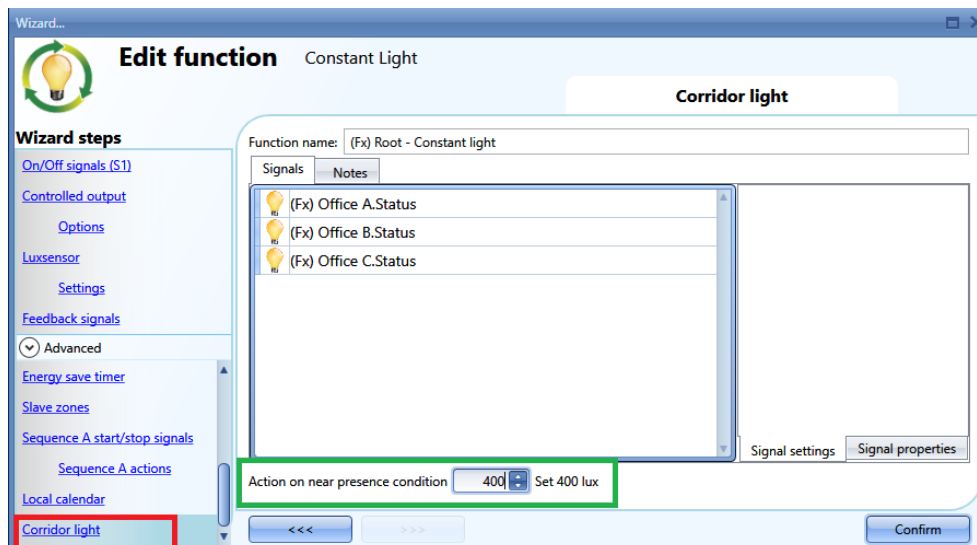 Wizard...
Edit function Constant Light
Corridor light
Wizard steps
On/Off signals (S1)
Controlled output
Options
Luxsensor
Settings
Feedback signals
Advanced
Energy save timer
Slave zones
Sequence A start/stop signals
Sequence A actions
Local calendar
Corridor light
Function name: (Fx) Root - Constant light
Signals Notes
(Fx) Office A.Status
(Fx) Office B.Status
(Fx) Office C.Status
Signal settings Signal properties
Action on near presence condition 400 Set 400 lux
<<< >>> Confirm